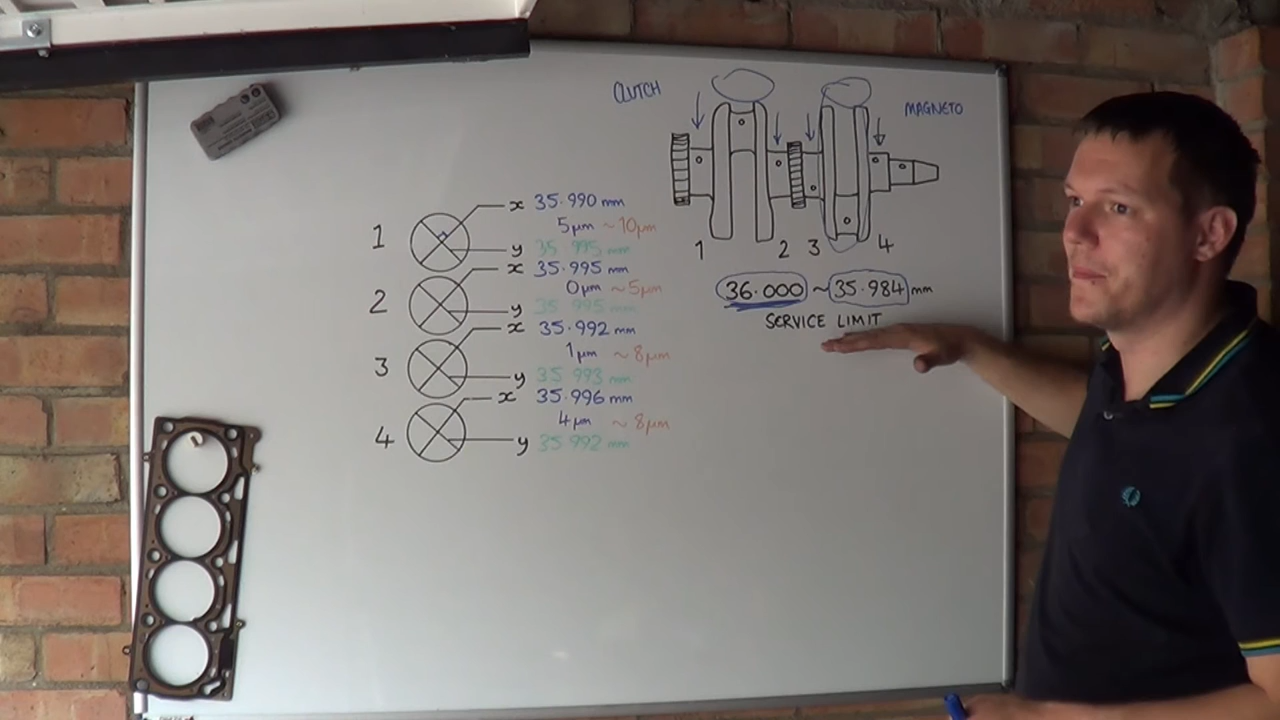 CLUTCH
MAGNETO
1 2 3 4
36.000 ~ 35.984 mm
SERVICE LIMIT
1
x 35.990 mm
5μm ~10μm
y 35 995 mm
2
x 35.995 mm
0μm ~5μm
y 35 995 mm
3
x 35.992 mm
1μm ~8μm
y 35 993 mm
4
x 35.996 mm
4μm ~8μm
y 35 992 mm